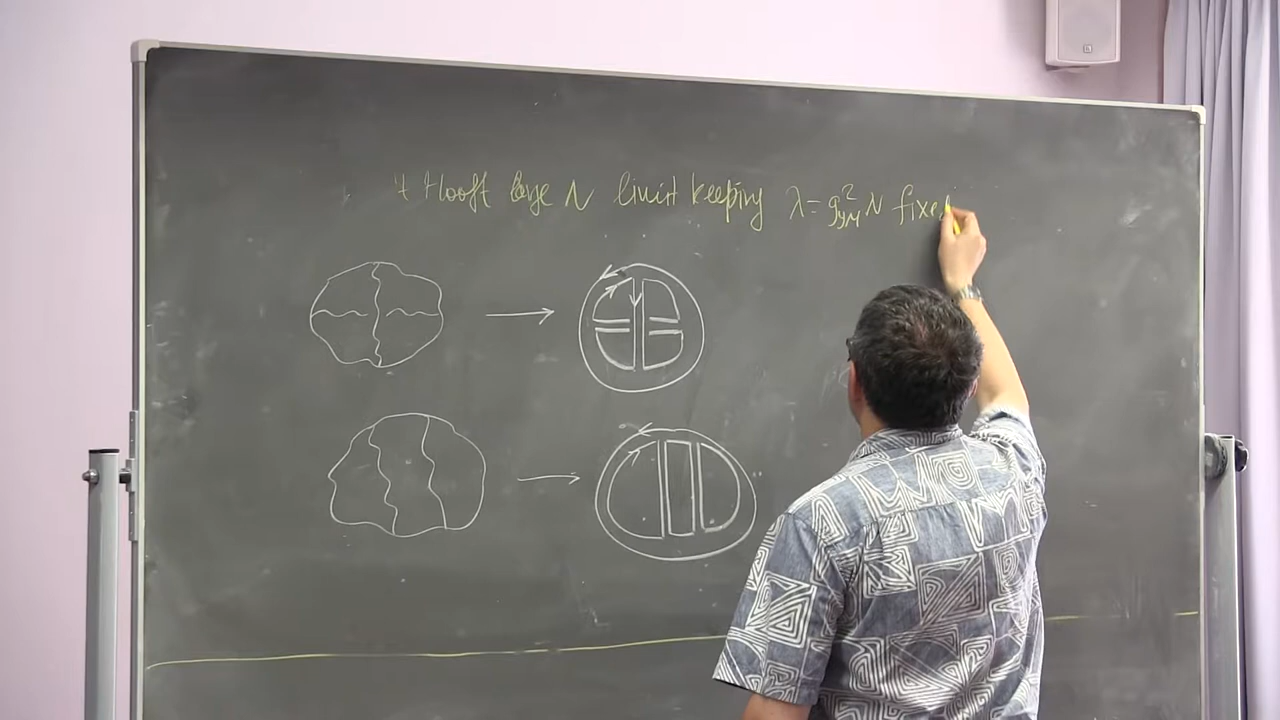 't Hooft large N limit keeping λ = g²_YM N fixed